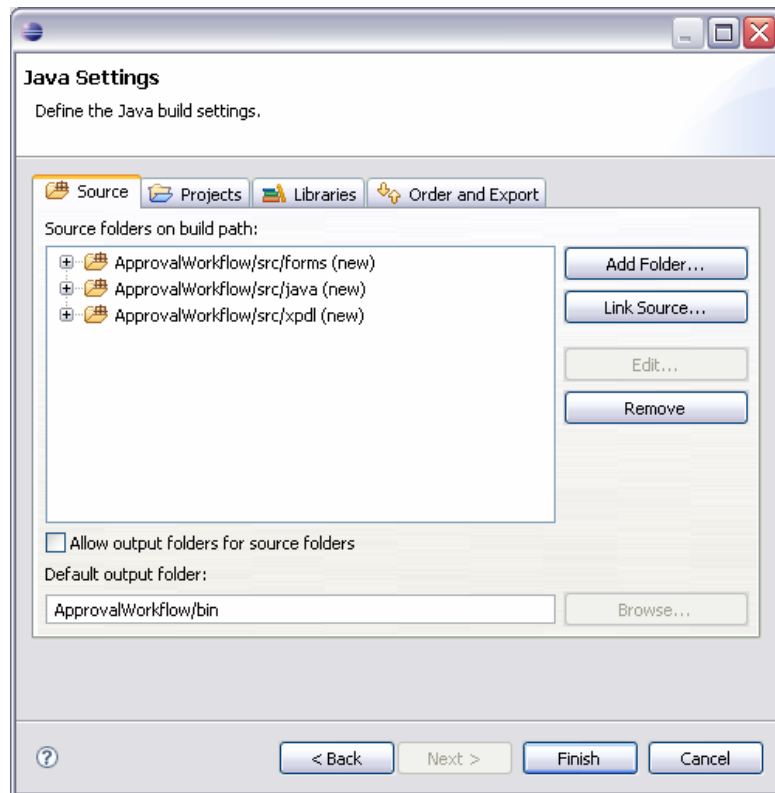 Java Settings
Define the Java build settings.
Source Projects Libraries Order and Export
Source folders on build path:
ApprovalWorkflow/src/forms (new)
ApprovalWorkflow/src/java (new)
ApprovalWorkflow/src/xpdl (new)
Add Folder...
Link Source...
Edit...
Remove
Allow output folders for source folders
Default output folder:
ApprovalWorkflow/bin
Browse...
? < Back Next > Finish Cancel